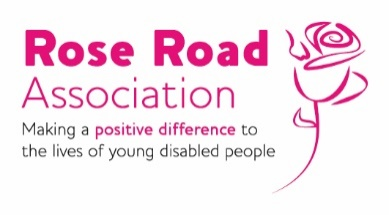 Rose Road
Association
Making a positive difference to
the lives of young disabled people